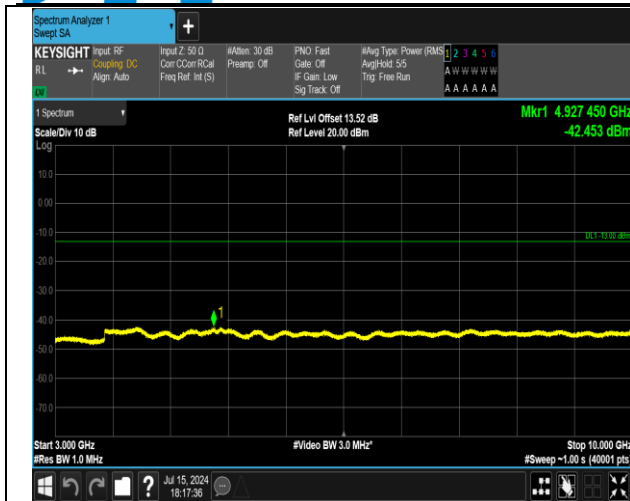 Spectrum Analyzer 1
Swept SA
+
KEYSIGHT
RL
Input: RF
Coupling: DC
Align: Auto
Input Z: 50 Ω
Corr CCorr RCal
Freq Ref: Int (S)
#Atten: 30 dB
Preamp: Off
PNO: Fast
Gate: Off
IF Gain: Low
Sig Track: Off
#Avg Type: Power (RMS
Avg|Hold: 5/5
Trig: Free Run
1 2 3 4 5 6
A W W W W W
A A A A A A
1 Spectrum
Scale/Div 10 dB
Log
Ref Lvl Offset 13.52 dB
Ref Level 20.00 dBm
Mkr1 4.927 450 GHz
-42.453 dBm
10.0
0.00
-10.0
DL1 -13.00 dBm
-20.0
-30.0
1
-40.0
-50.0
-60.0
-70.0
Start 3.000 GHz
#Res BW 1.0 MHz
#Video BW 3.0 MHz*
Stop 10.000 GHz
#Sweep ~1.00 s (40001 pts)
?
Jul 15, 2024
18:17:36